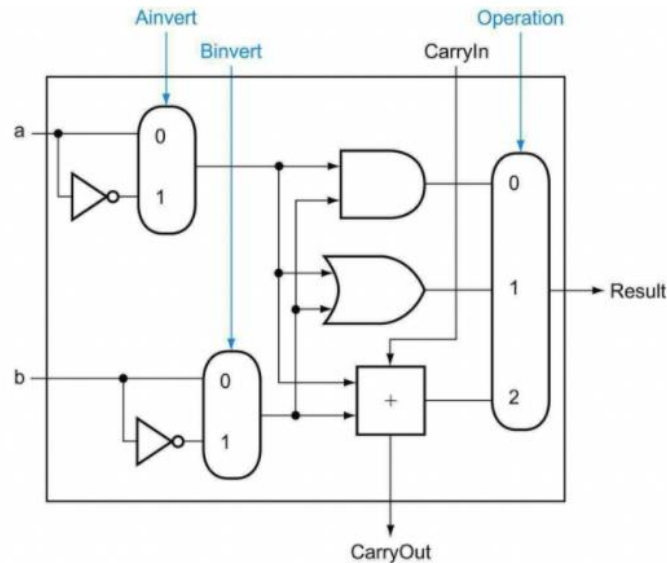 Ainvert
Operation
Binvert
CarryIn
a
0
1
0
1
Result
b
0
1
2
+
CarryOut